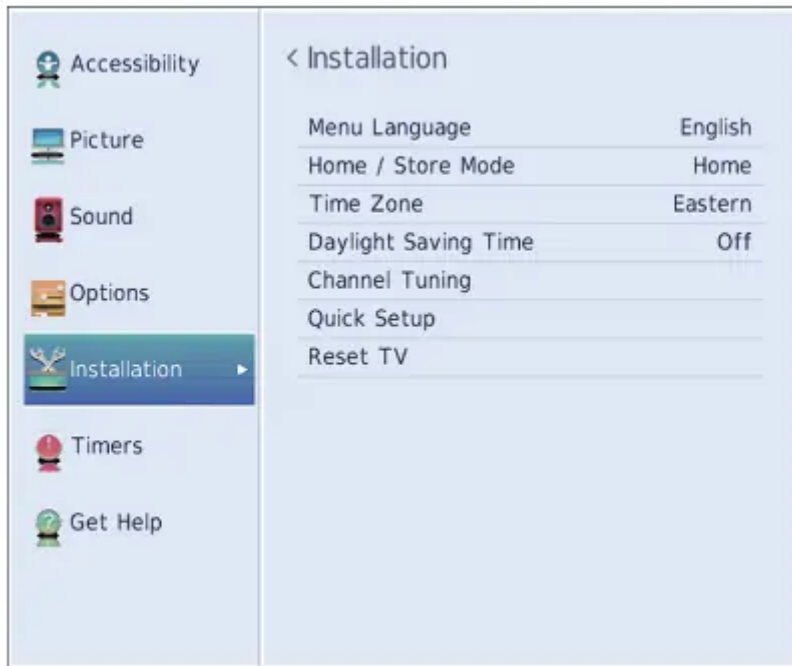 Accessibility
Picture
Sound
Options
Installation
Timers
Get Help
< Installation
Menu Language English
Home / Store Mode Home
Time Zone Eastern
Daylight Saving Time Off
Channel Tuning
Quick Setup
Reset TV